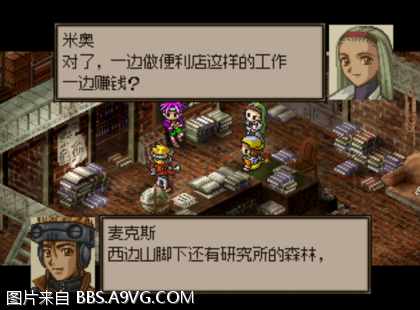 米奥
对了，一边做便利店这样的工作
一边赚钱?
麦克斯
西边山脚下还有研究所的森林，
图片来自 BBS.A9VG.COM